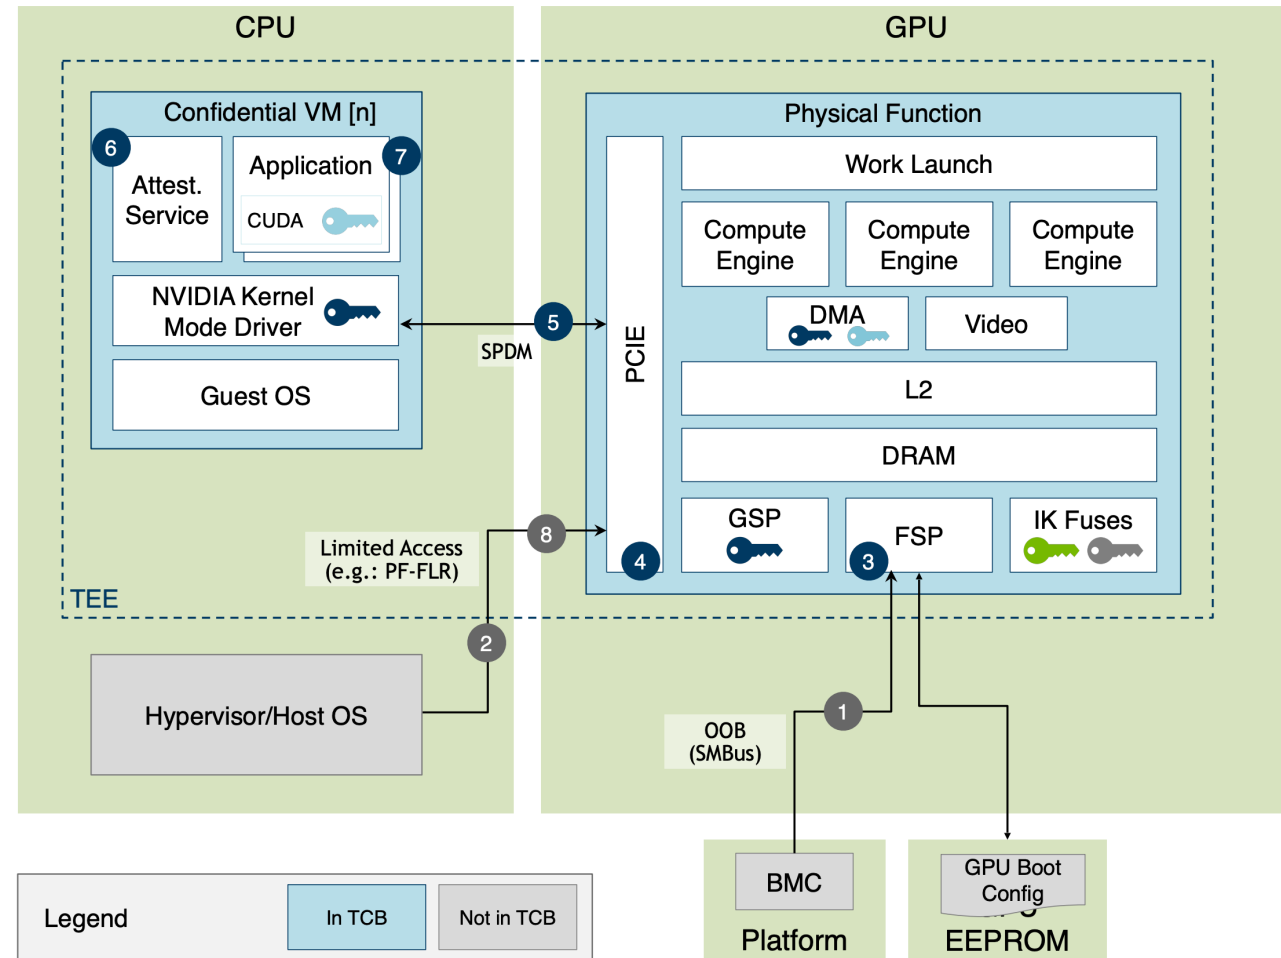 CPU
GPU
Confidential VM [n]
6
7
Attest.
Service
Application
CUDA
NVIDIA Kernel
Mode Driver
Guest OS
5
SPDM
Physical Function
PCIE
Work Launch
Compute
Engine
Compute
Engine
Compute
Engine
DMA
Video
L2
DRAM
GSP
FSP
IK Fuses
4
3
8
Limited Access
(e.g.: PF-FLR)
TEE
2
Hypervisor/Host OS
1
OOB
(SMBus)
BMC
Platform
GPU Boot
Config
EEPROM
Legend
In TCB
Not in TCB